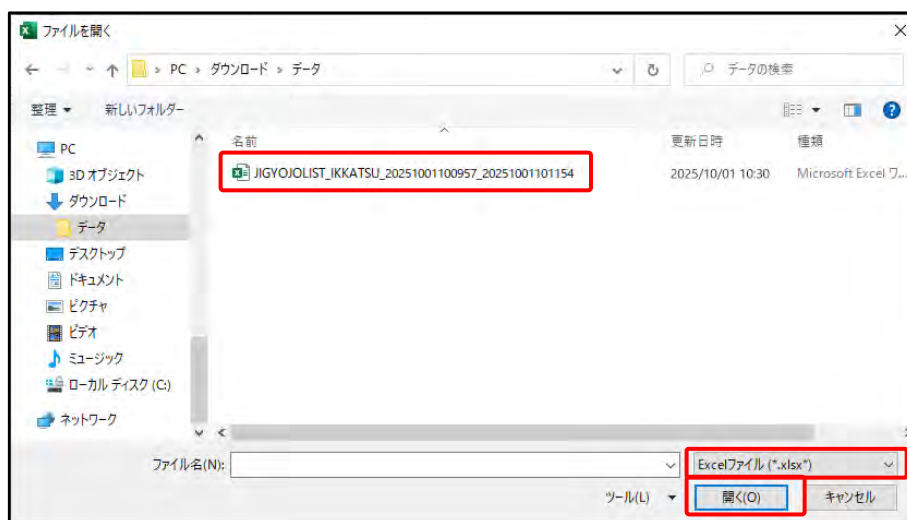 ファイルを開く
PC › ダウンロード › データ
データの検索
整理
新しいフォルダー
名前
更新日時
種類
PC
3D オブジェクト
ダウンロード
データ
デスクトップ
ドキュメント
ピクチャ
ビデオ
ミュージック
ローカル ディスク (C:)
ネットワーク
JIGYOJOLIST_IKKATSU_20251001100957_20251001101154
2025/10/01 10:30
Microsoft Excel ワ...
ファイル名(N):
Excelファイル (*.xlsx*)
ツール(L)
開く(O)
キャンセル